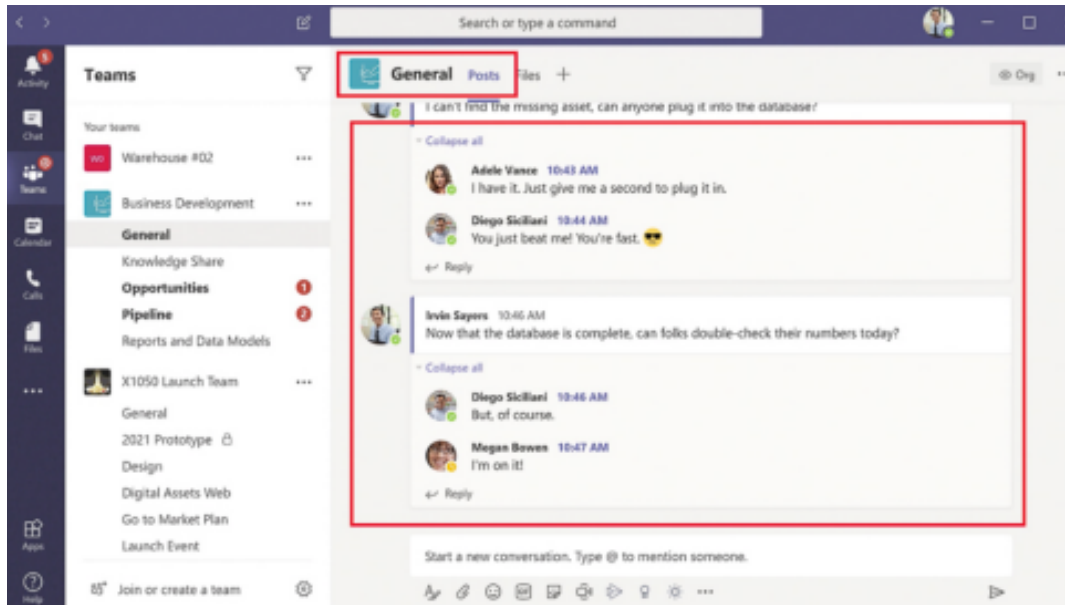 Search or type a command
5
Activity
Chat
Teams
Calendar
Calls
Files
Apps
Help
Teams
Your teams
Warehouse #02
Business Development
General
Knowledge Share
Opportunities 1
Pipeline 2
Reports and Data Models
X1050 Launch Team
General
2021 Prototype
Design
Digital Assets Web
Go to Market Plan
Launch Event
Join or create a team
General Posts Files +
Org
I can't find the missing asset, can anyone plug it into the database?
Collapse all
Adele Vance 10:43 AM
I have it. Just give me a second to plug it in.
Diego Siciliani 10:44 AM
You just beat me! You're fast. 😎
Reply
Irvin Sayers 10:46 AM
Now that the database is complete, can folks double-check their numbers today?
Collapse all
Diego Siciliani 10:46 AM
But, of course.
Megan Bowen 10:47 AM
I'm on it!
Reply
Start a new conversation. Type @ to mention someone.